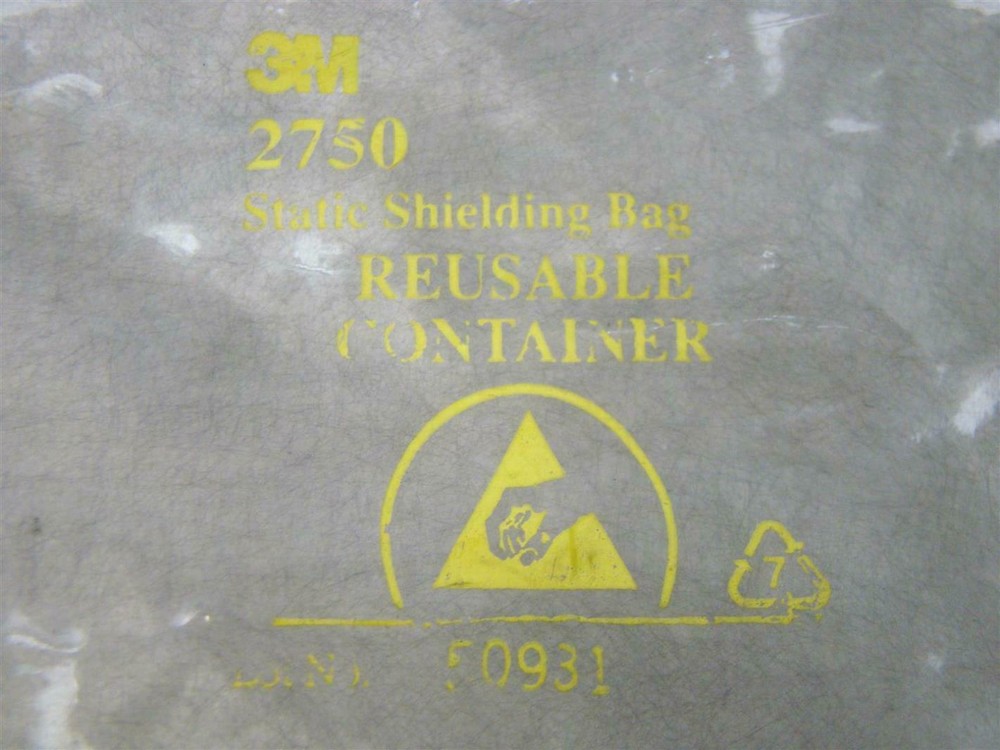 3M
2750
Static Shielding Bag
REUSABLE
CONTAINER
7
50931